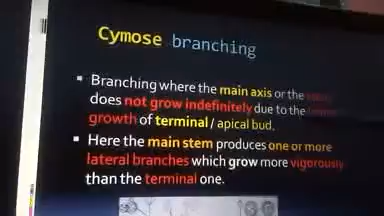 Cymose branching
▪ Branching where the main axis or the
does not grow indefinitely due to the
growth of terminal / apical bud.
▪ Here the main stem produces one or more
lateral branches which grow more vigorously
than the terminal one.